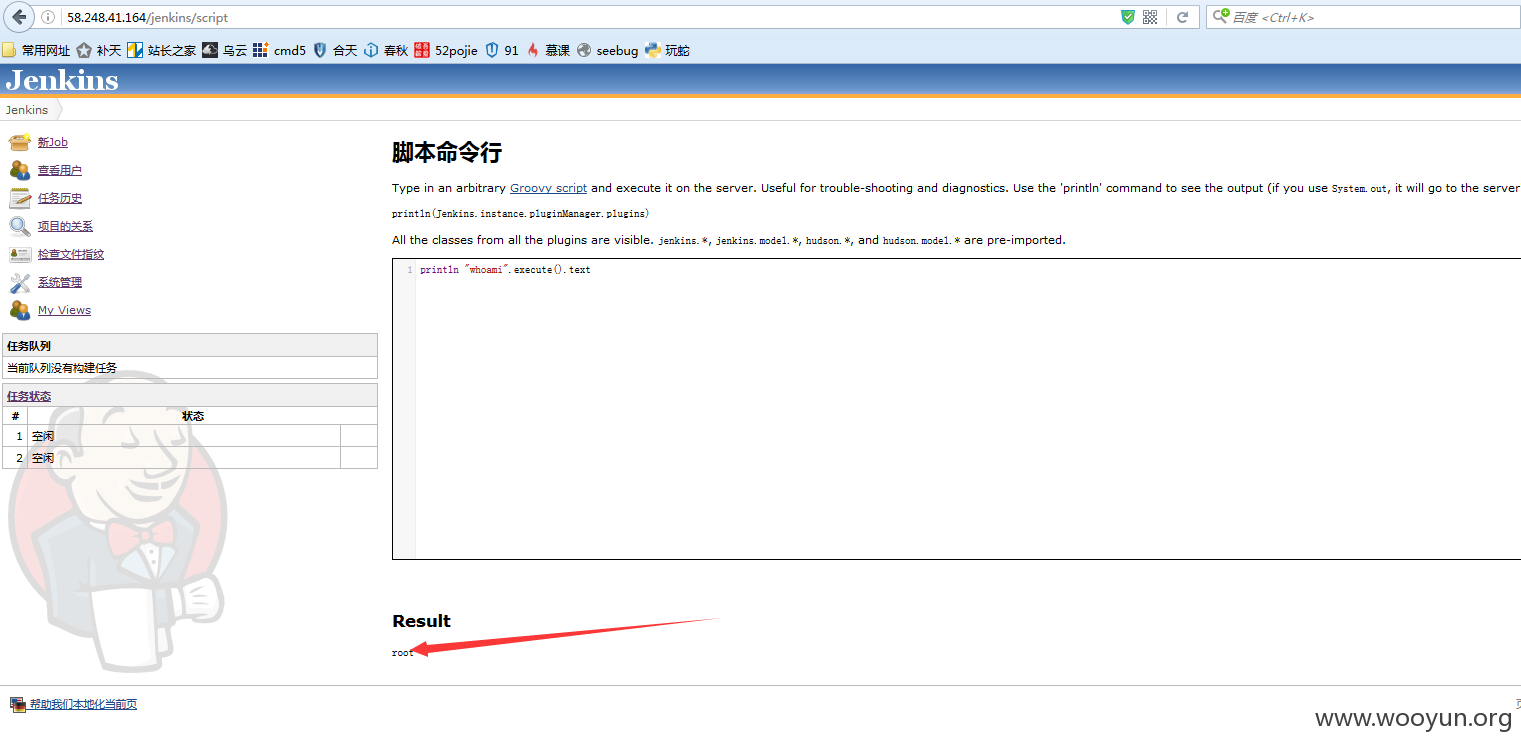 58.248.41.164/jenkins/script
百度 <Ctrl+K>
常用网址 补天 站长之家 乌云 cmd5 合天 春秋 52pojie 91 慕课 seebug 玩蛇
Jenkins
Jenkins
新Job
查看用户
任务历史
项目的关系
检查文件指纹
系统管理
My Views
任务队列
当前队列没有构建任务
任务状态
# 状态
1 空闲
2 空闲
脚本命令行
Type in an arbitrary Groovy script and execute it on the server. Useful for trouble-shooting and diagnostics. Use the 'println' command to see the output (if you use System.out, it will go to the server
println(Jenkins.instance.pluginManager.plugins)
All the classes from all the plugins are visible. jenkins.*, jenkins.model.*, hudson.*, and hudson.model.* are pre-imported.
1 println "whoami".execute().text
Result
root
帮助我们本地化当前页
www.wooyun.org